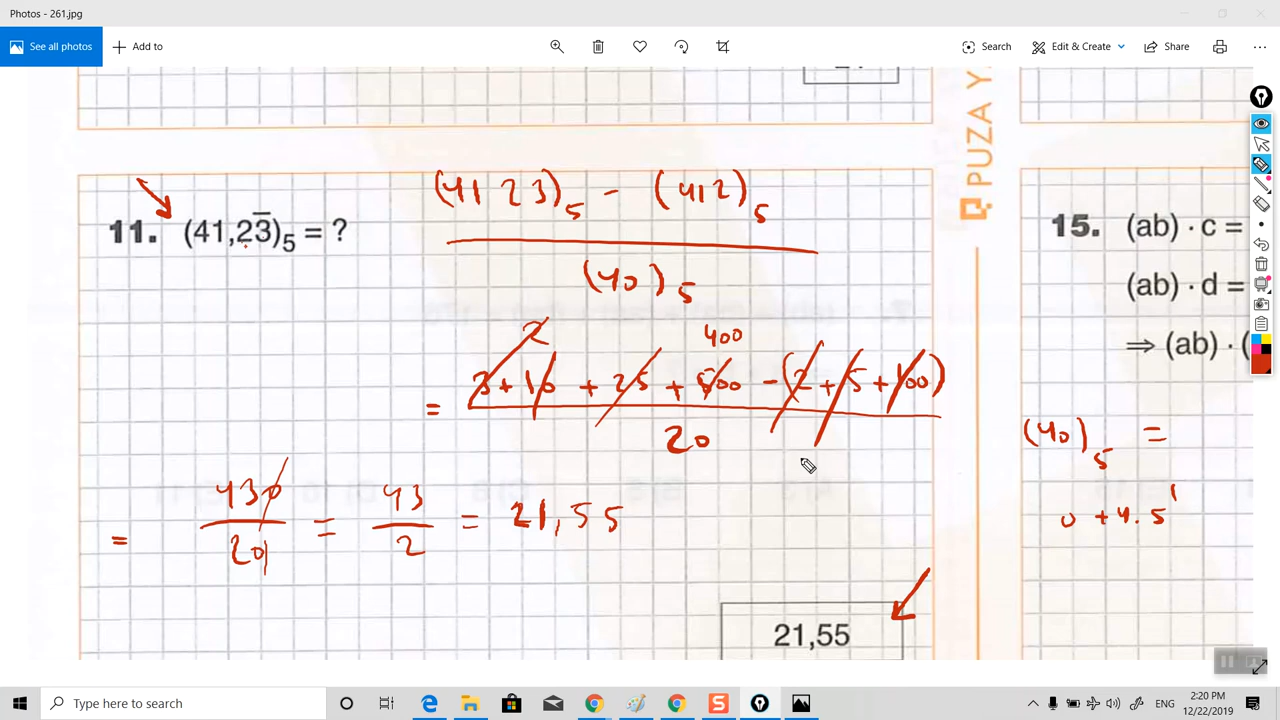 Photos - 261.jpg
See all photos
Add to
Search
Edit & Create
Share
PUZA Y
11. (41,23̅)₅ = ?
(4123)₅ - (412)₅
(40)₅
2
400
= 3 + 10 + 25 + 500 - (2 + 5 + 100)
20
= 430/20 = 43/2 = 21,55
21,55
15. (ab) · c =
(ab) · d =
⇒ (ab) · (
(40)₅ =
0 + 4. 5¹
Type here to search
ENG
2:20 PM
12/22/2019